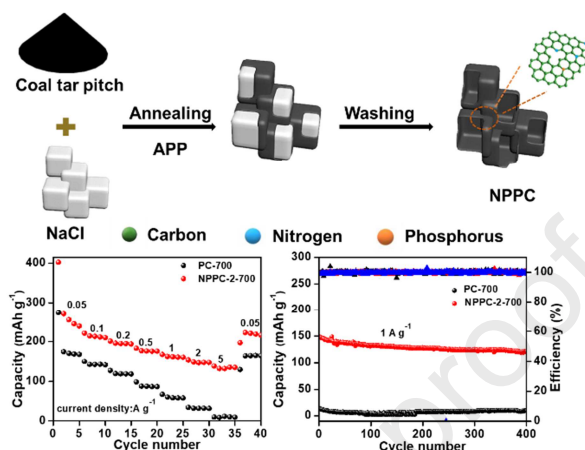 Coal tar pitch
Annealing
APP
Washing
NaCl
NPPC
Carbon
Nitrogen
Phosphorus
Capacity (mAh g⁻¹)
400
300
200
100
0
0.05
0.1
0.2
0.5
1
2
5
0.05
PC-700
NPPC-2-700
current density:A g⁻¹
0 5 10 15 20 25 30 35 40
Cycle number
Capacity (mAh g⁻¹)
300
250
200
150
100
50
0
PC-700
NPPC-2-700
1 A g⁻¹
0 100 200 300 400
Cycle number
100
80
60
40
20
0
Efficiency (%)
proof